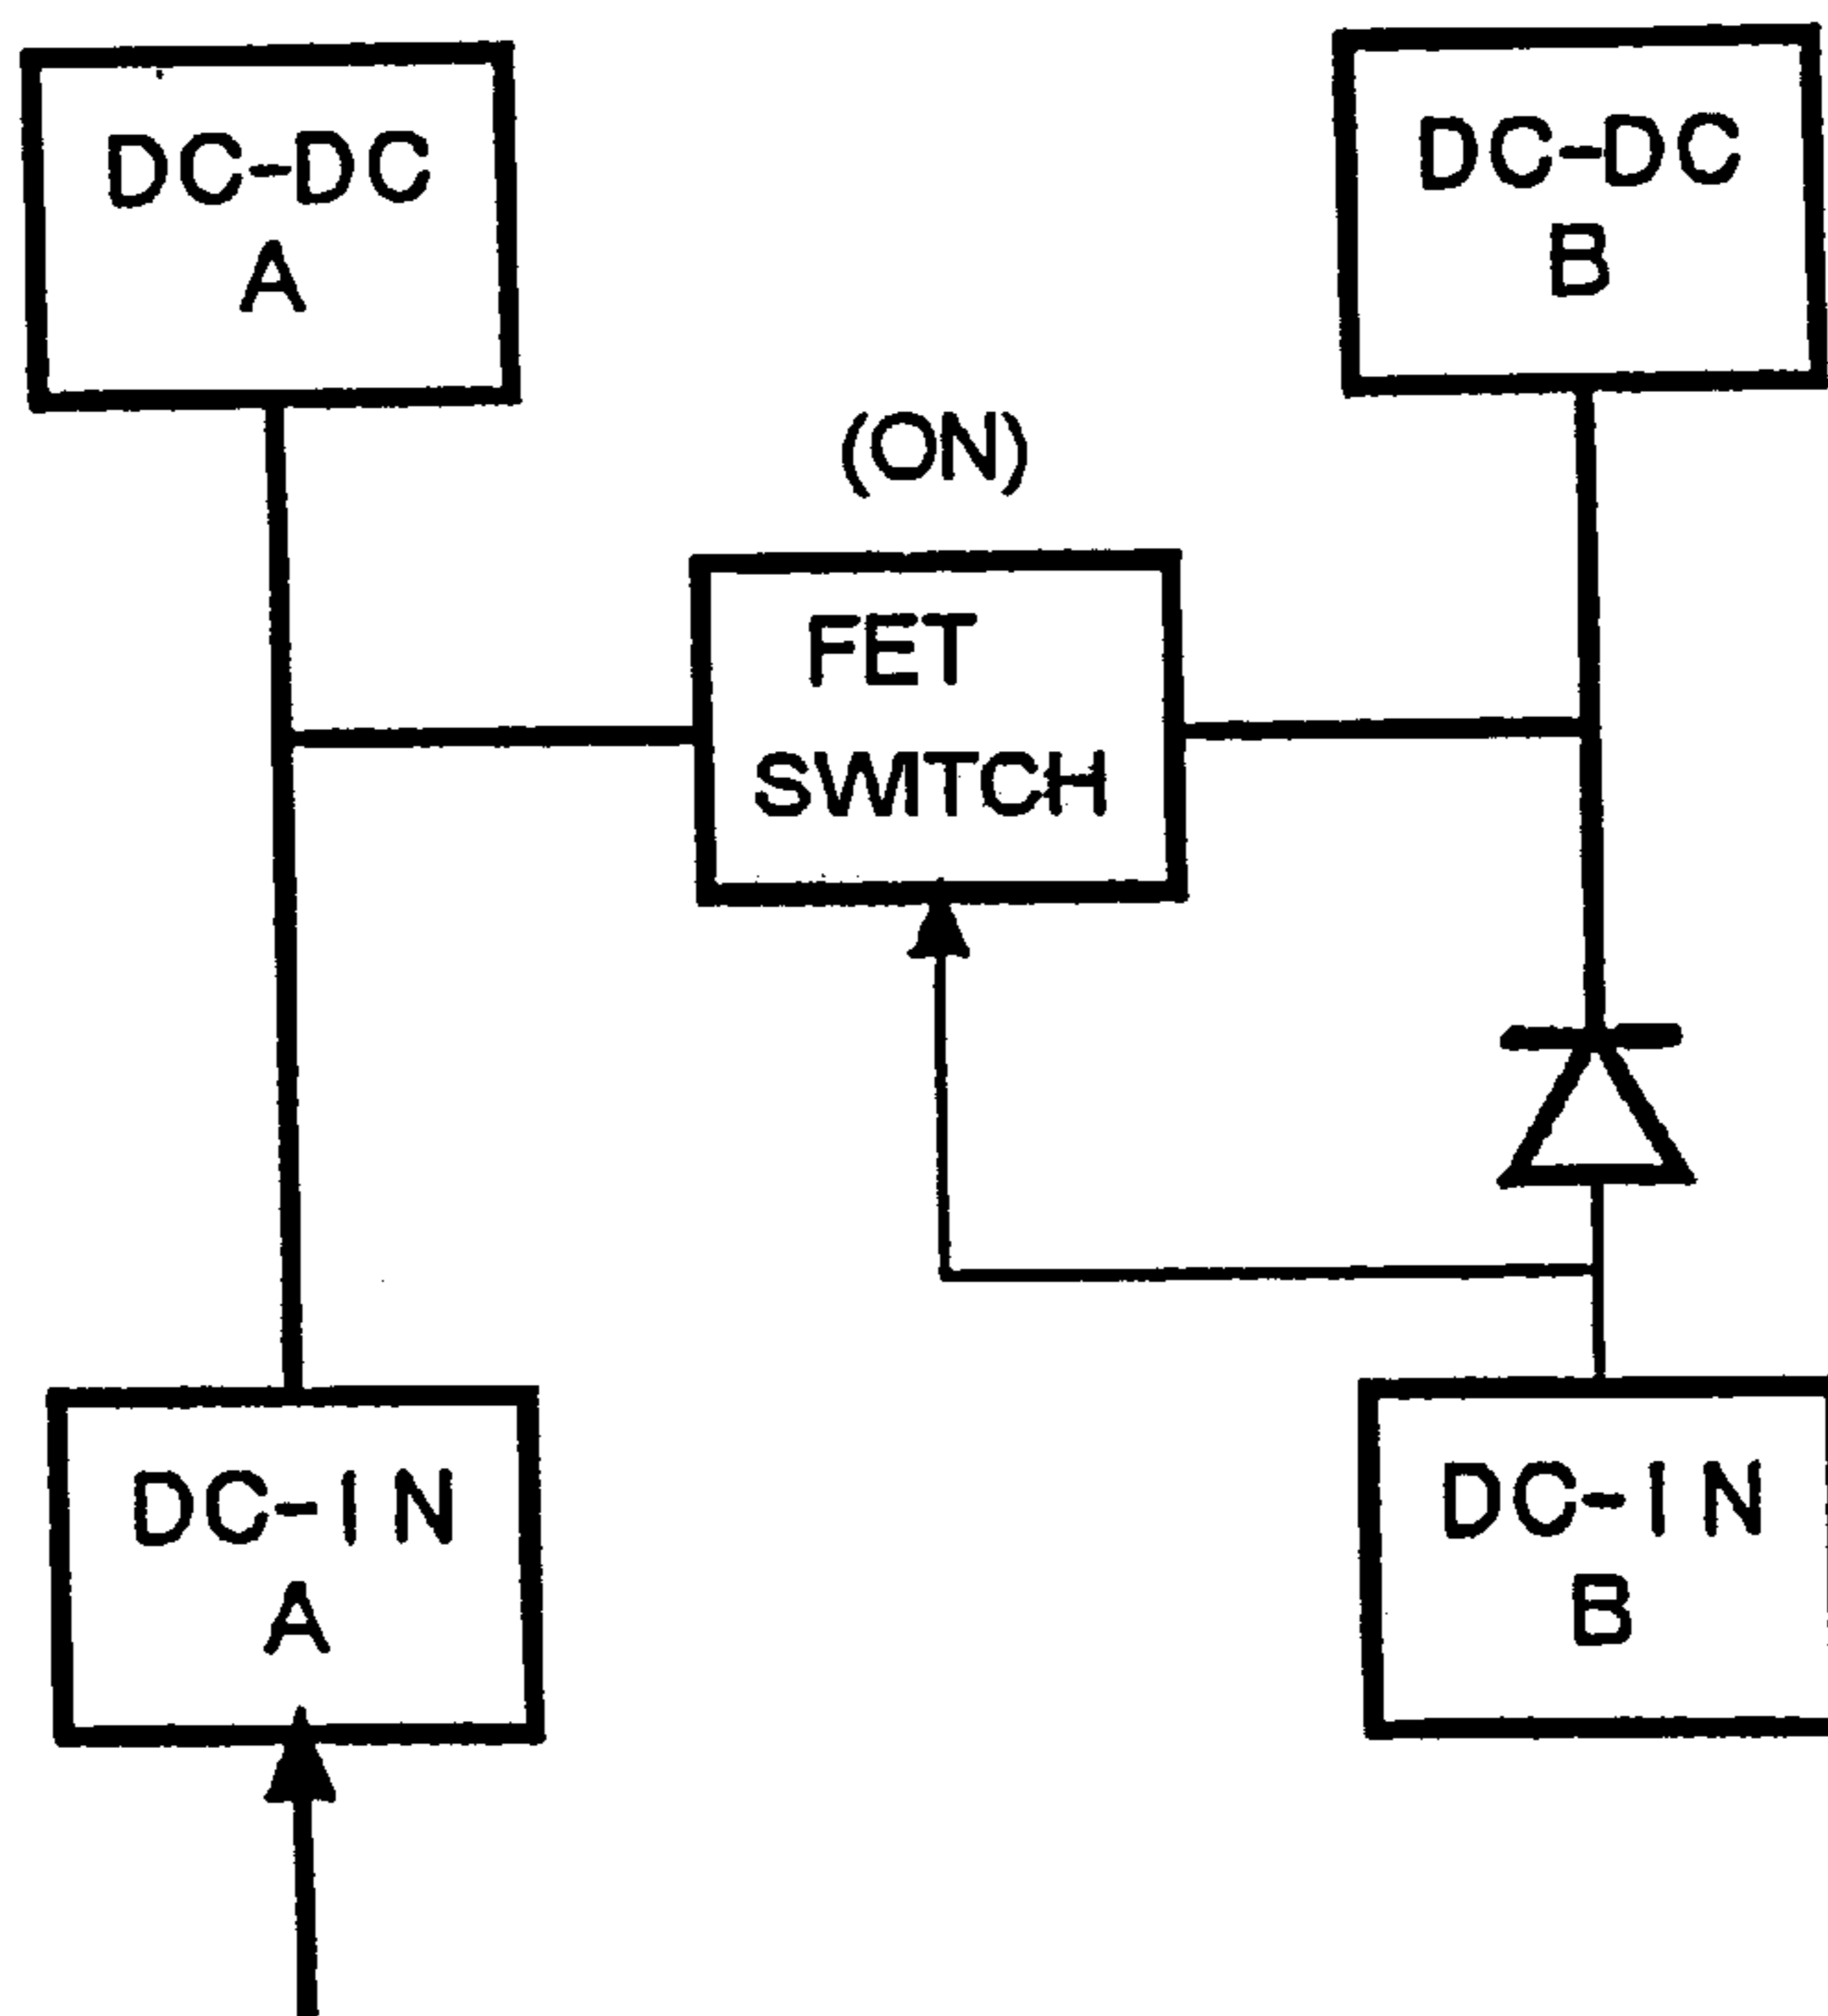 DC-DC
A
DC-DC
B
(ON)
FET
SWITCH
DC-IN
A
DC-IN
B